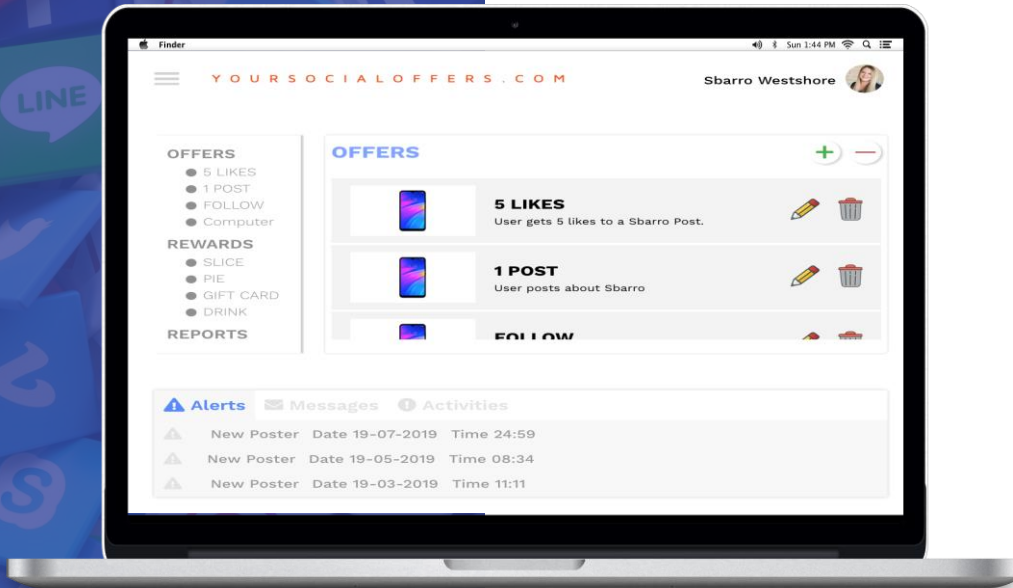 LINE
Finder
Sun 1:44 PM
YOURSOCIALOFFERS.COM
Sbarro Westshore
OFFERS
5 LIKES
1 POST
FOLLOW
Computer
REWARDS
SLICE
PIE
GIFT CARD
DRINK
REPORTS
OFFERS
5 LIKES
User gets 5 likes to a Sbarro Post.
1 POST
User posts about Sbarro
FOLLOW
Alerts Messages Activities
New Poster Date 19-07-2019 Time 24:59
New Poster Date 19-05-2019 Time 08:34
New Poster Date 19-03-2019 Time 11:11